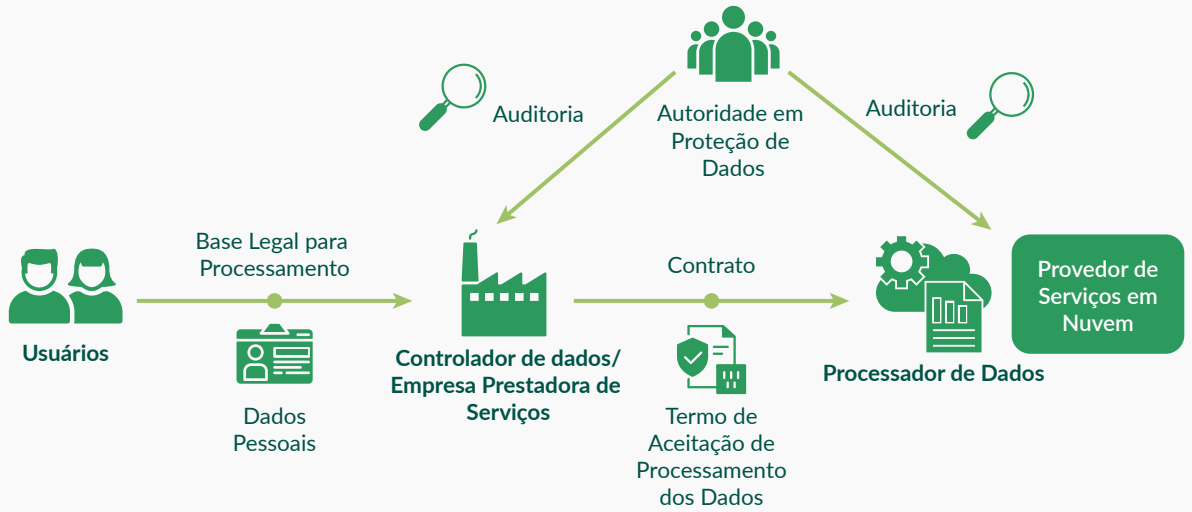 Auditoria
Autoridade em
Proteção de
Dados
Auditoria
Base Legal para
Processamento
Contrato
Provedor de
Serviços em
Nuvem
Usuários
Controlador de dados/
Empresa Prestadora de
Serviços
Processador de Dados
Dados
Pessoais
Termo de
Aceitação de
Processamento
dos Dados